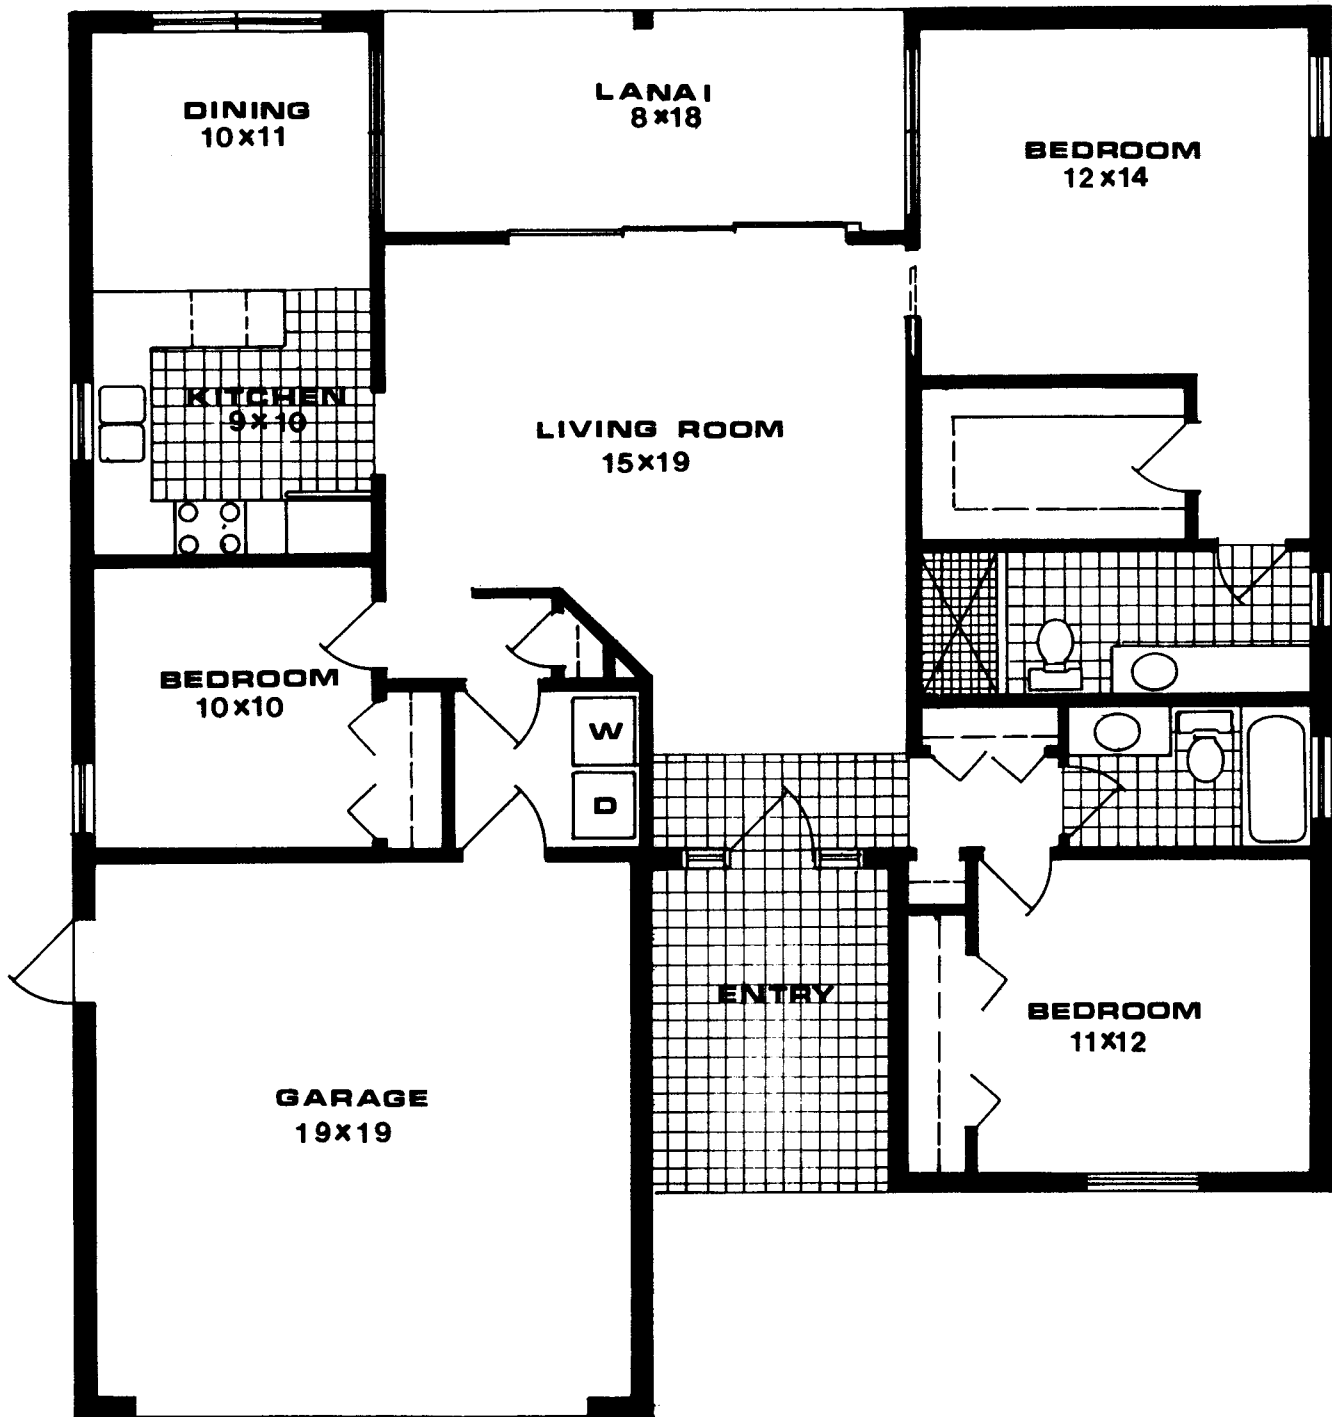 DINING
10×11
LANAI
8×18
BEDROOM
12×14
KITCHEN
9×10
LIVING ROOM
15×19
BEDROOM
10×10
W
D
ENTRY
BEDROOM
11×12
GARAGE
19×19